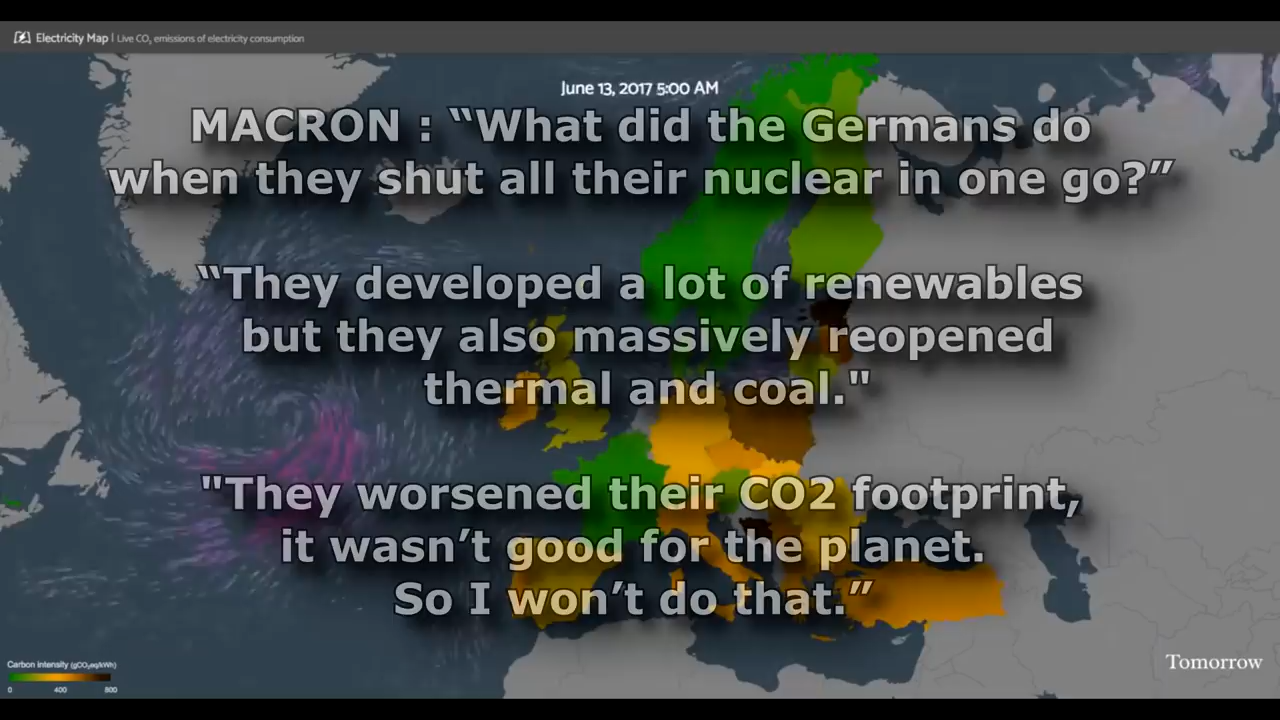 Electricity Map | Live CO₂ emissions of electricity consumption
June 13, 2017 5:00 AM
MACRON : “What did the Germans do
when they shut all their nuclear in one go?”
“They developed a lot of renewables
but they also massively reopened
thermal and coal."
"They worsened their CO2 footprint,
it wasn’t good for the planet.
So I won’t do that.”
Tomorrow
Carbon intensity (gCO₂eq/kWh)
0 400 800